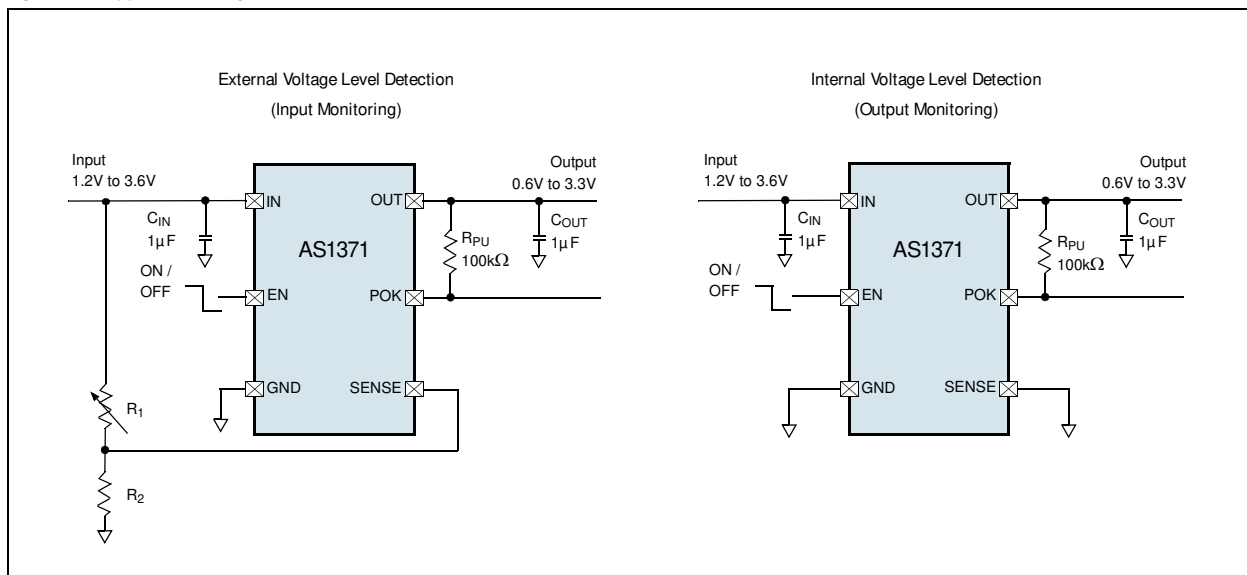 External Voltage Level Detection
(Input Monitoring)
Input
1.2V to 3.6V
Output
0.6V to 3.3V
IN
OUT
CIN
1µF
RPU
100kΩ
COUT
1µF
AS1371
ON /
OFF
EN
POK
GND
SENSE
R1
R2
Internal Voltage Level Detection
(Output Monitoring)
Input
1.2V to 3.6V
Output
0.6V to 3.3V
IN
OUT
CIN
1µF
RPU
100kΩ
COUT
1µF
AS1371
ON /
OFF
EN
POK
GND
SENSE